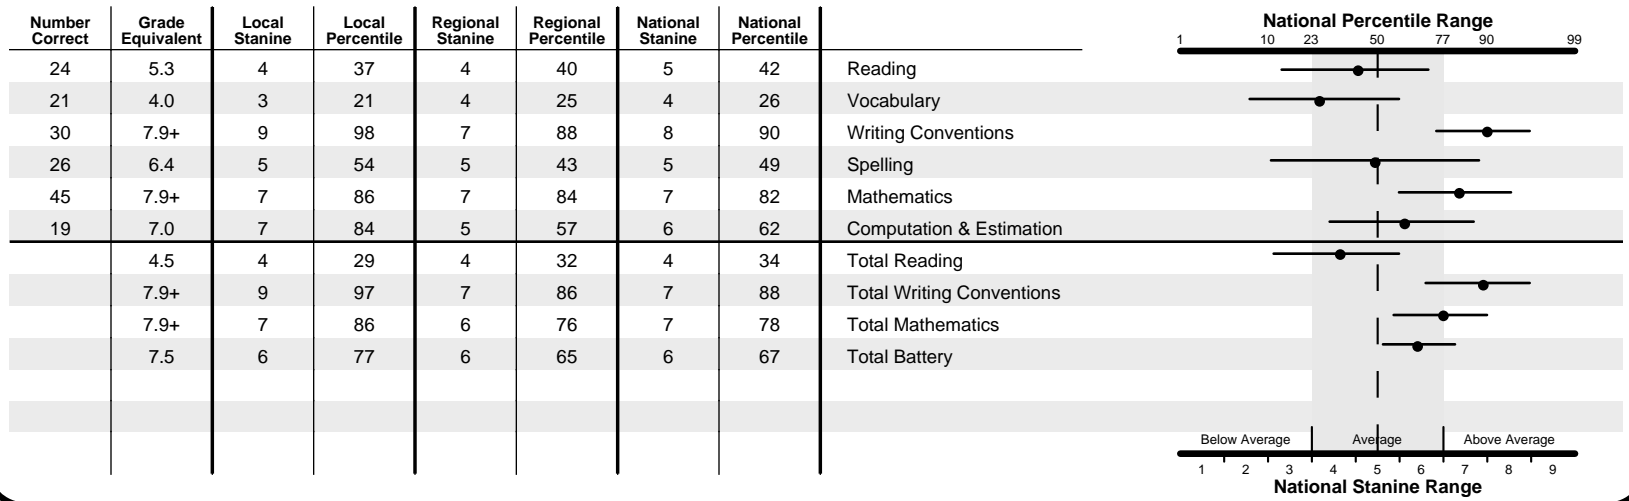 Number Correct Grade Equivalent Local Stanine Local Percentile Regional Stanine Regional Percentile National Stanine National Percentile National Percentile Range
1 10 23 50 77 90 99
24 5.3 4 37 4 40 5 42 Reading
21 4.0 3 21 4 25 4 26 Vocabulary
30 7.9+ 9 98 7 88 8 90 Writing Conventions
26 6.4 5 54 5 43 5 49 Spelling
45 7.9+ 7 86 7 84 7 82 Mathematics
19 7.0 7 84 5 57 6 62 Computation & Estimation
4.5 4 29 4 32 4 34 Total Reading
7.9+ 9 97 7 86 7 88 Total Writing Conventions
7.9+ 7 86 6 76 7 78 Total Mathematics
7.5 6 77 6 65 6 67 Total Battery
Below Average Average Above Average
1 2 3 4 5 6 7 8 9
National Stanine Range